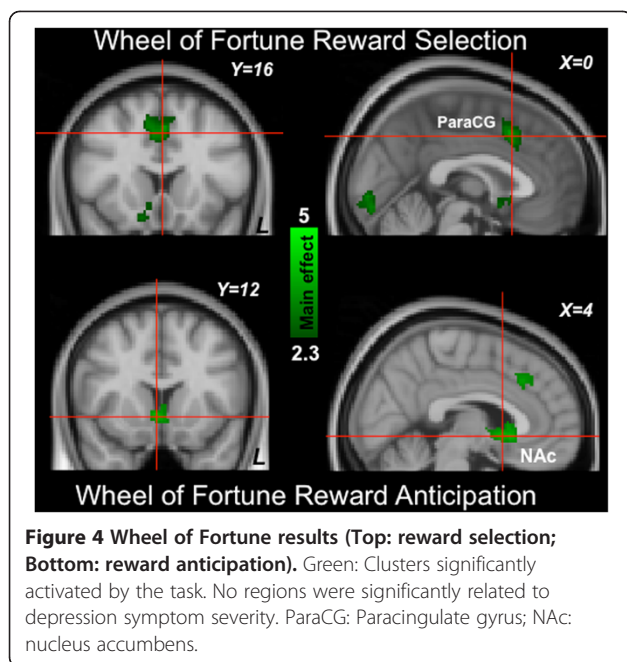 Wheel of Fortune Reward Selection
Y=16
X=0
ParaCG
L
5
Main effect
2.3
Y=12
X=4
L
NAc
Wheel of Fortune Reward Anticipation
Figure 4 Wheel of Fortune results (Top: reward selection;
Bottom: reward anticipation). Green: Clusters significantly
activated by the task. No regions were significantly related to
depression symptom severity. ParaCG: Paracingulate gyrus; NAc:
nucleus accumbens.